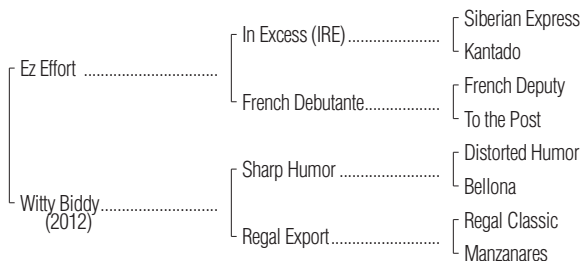 Siberian Express
In Excess (IRE)
Kantado
Ez Effort
French Deputy
French Debutante
To the Post
Distorted Humor
Sharp Humor
Bellona
Witty Biddy
(2012)
Regal Classic
Regal Export
Manzanares